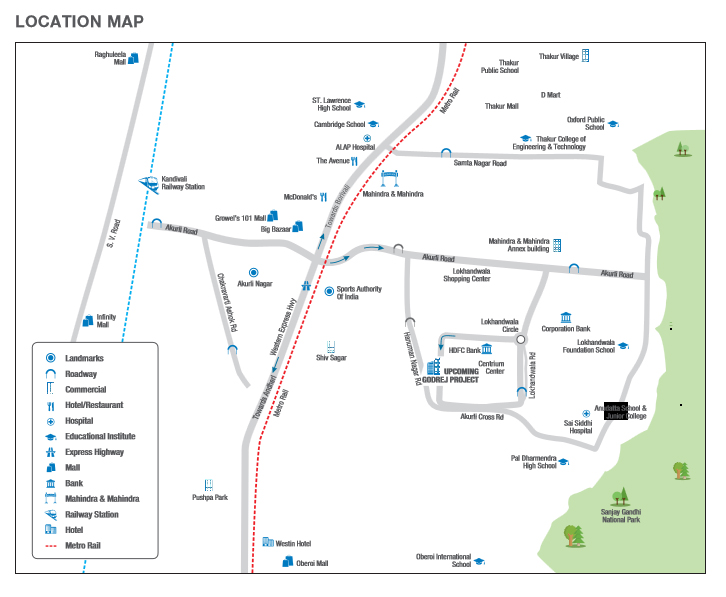 LOCATION MAP
Raghuleela
Mall
Thakur Village
Thakur
Public School
D Mart
Thakur Mall
Metro Rail
ST. Lawrence
High School
Cambridge School
Oxford Public
School
Thakur College of
Engineering & Technology
ALAP Hospital
The Avenue
Samta Nagar Road
Kandivali
Railway Station
McDonald's
Mahindra & Mahindra
Towards Borivali
Growel's 101 Mall
Big Bazaar
S. V. Road
Akurli Road
Mahindra & Mahindra
Annex building
Akurli Road
Lokhandwala
Shopping Center
Akurli Road
Akurli Nagar
Chakravarti Ashok Rd
Sports Authority
Of India
Western Express Hwy
Infinity
Mall
Lokhandwala
Circle
Corporation Bank
Hanuman Nagar Rd
HDFC Bank
Lokhandwala
Foundation School
Shiv Sagar
Centrium
Center
UPCOMING
GODREJ PROJECT
Lokhandwala Rd
Towards Andheri
Metro Rail
Akurli Cross Rd
School &
Junior College
Sai Siddhi
Hospital
Pal Dharmendra
High School
Pushpa Park
Sanjay Gandhi
National Park
Westin Hotel
Oberoi Mall
Oberoi International
School
Landmarks
Roadway
Commercial
Hotel/Restaurant
Hospital
Educational Institute
Express Highway
Mall
Bank
Mahindra & Mahindra
Railway Station
Hotel
Metro Rail